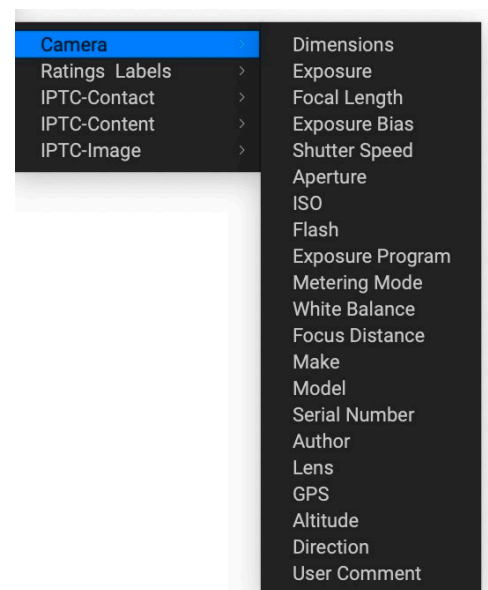 Camera
Ratings  Labels
IPTC-Contact
IPTC-Content
IPTC-Image
Dimensions
Exposure
Focal Length
Exposure Bias
Shutter Speed
Aperture
ISO
Flash
Exposure Program
Metering Mode
White Balance
Focus Distance
Make
Model
Serial Number
Author
Lens
GPS
Altitude
Direction
User Comment